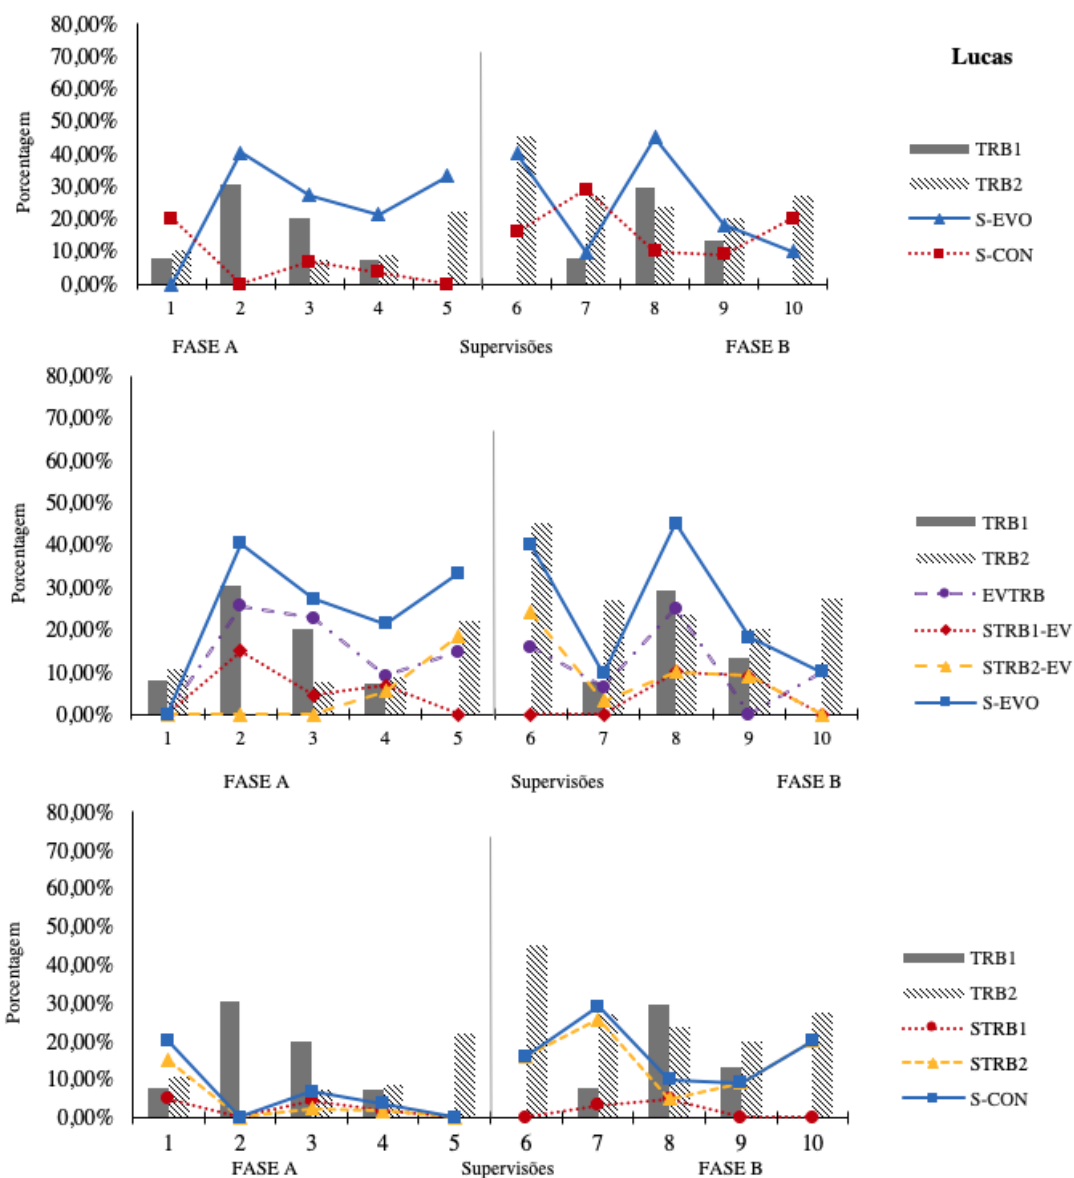 80,00%
70,00%
60,00%
50,00%
40,00%
30,00%
20,00%
10,00%
0,00%
Porcentagem
1 2 3 4 5 6 7 8 9 10
FASE A Supervisões FASE B
Lucas
TRB1
TRB2
S-EVO
S-CON
80,00%
70,00%
60,00%
50,00%
40,00%
30,00%
20,00%
10,00%
0,00%
Porcentagem
1 2 3 4 5 6 7 8 9 10
FASE A Supervisões FASE B
TRB1
TRB2
EVTRB
STRB1-EV
STRB2-EV
S-EVO
80,00%
70,00%
60,00%
50,00%
40,00%
30,00%
20,00%
10,00%
0,00%
Porcentagem
1 2 3 4 5 6 7 8 9 10
FASE A Supervisões FASE B
TRB1
TRB2
STRB1
STRB2
S-CON